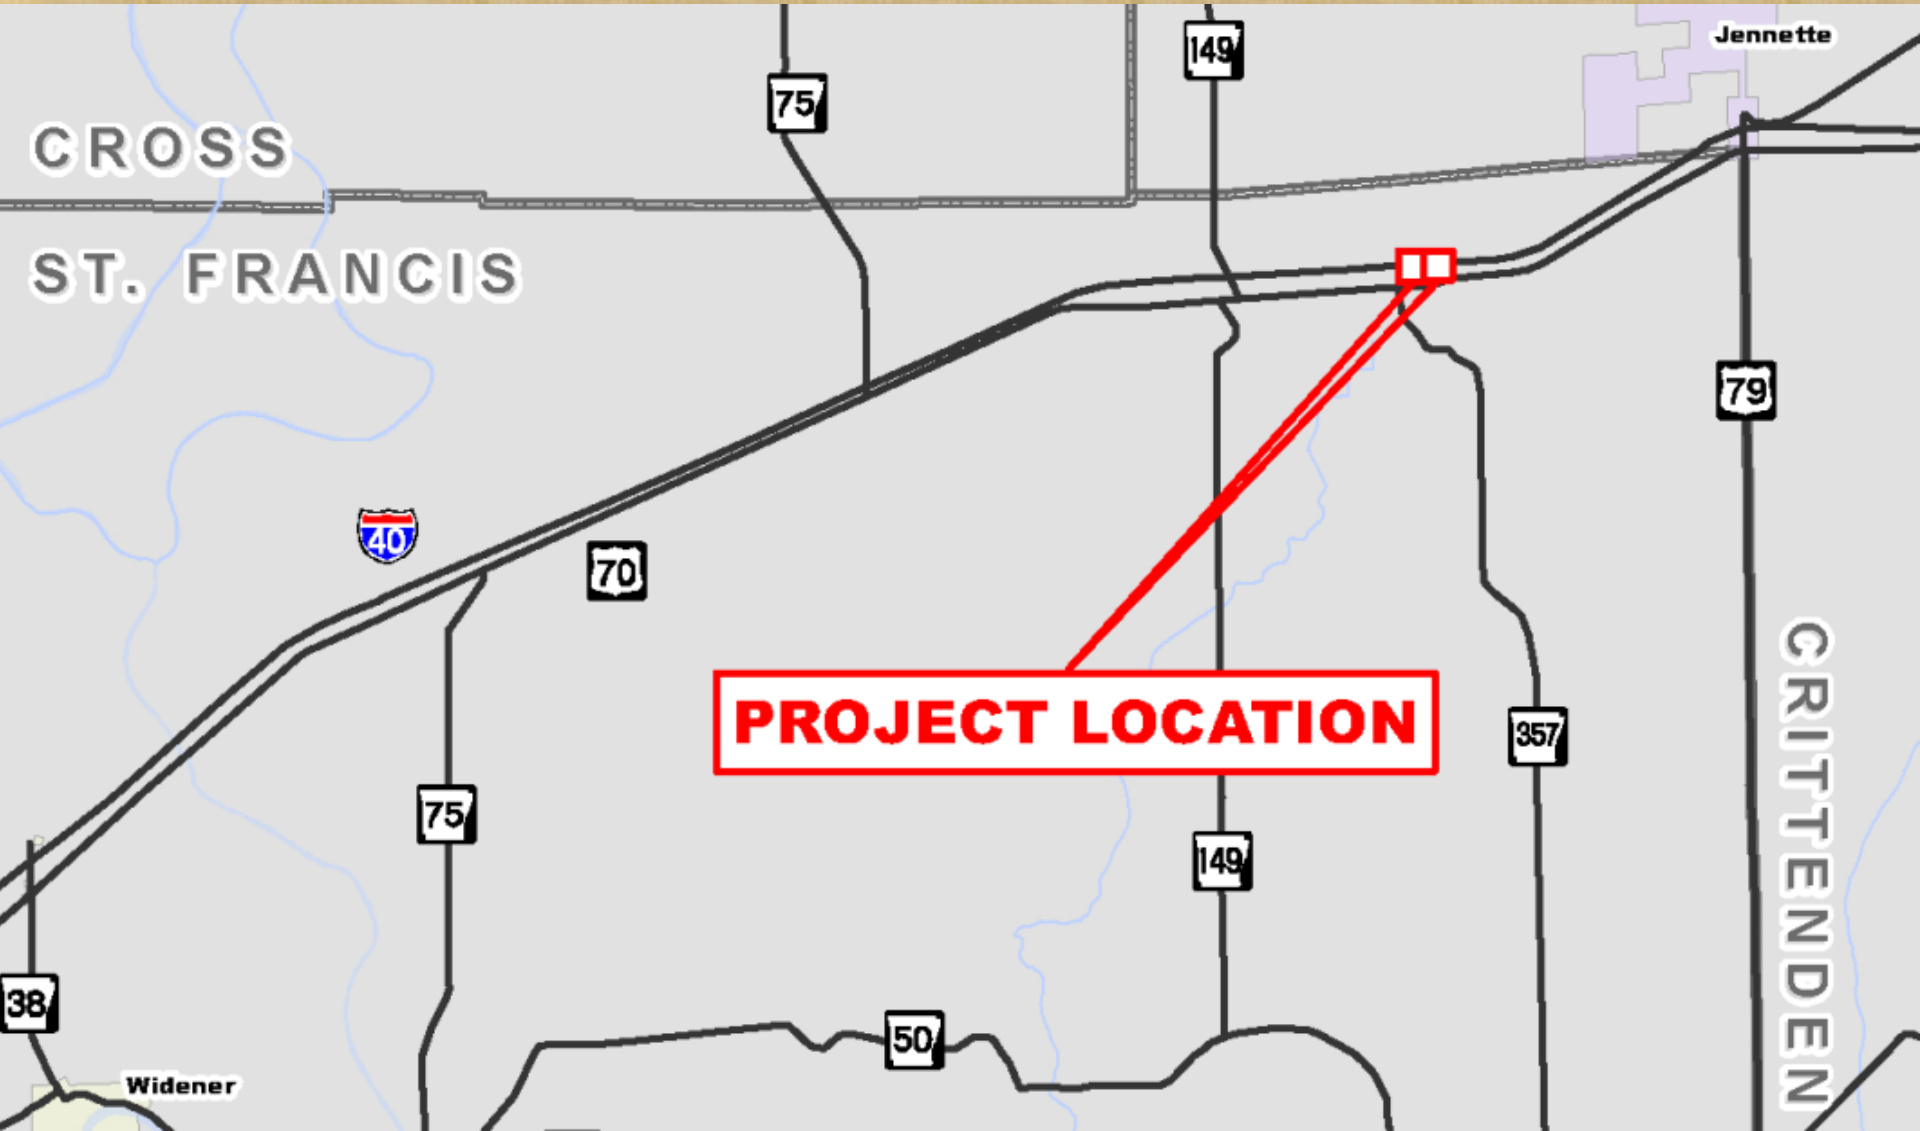 149
Jennette
75
CROSS
ST. FRANCIS
79
40
70
PROJECT LOCATION
357
75
149
CRITTENDEN
38
50
Widener